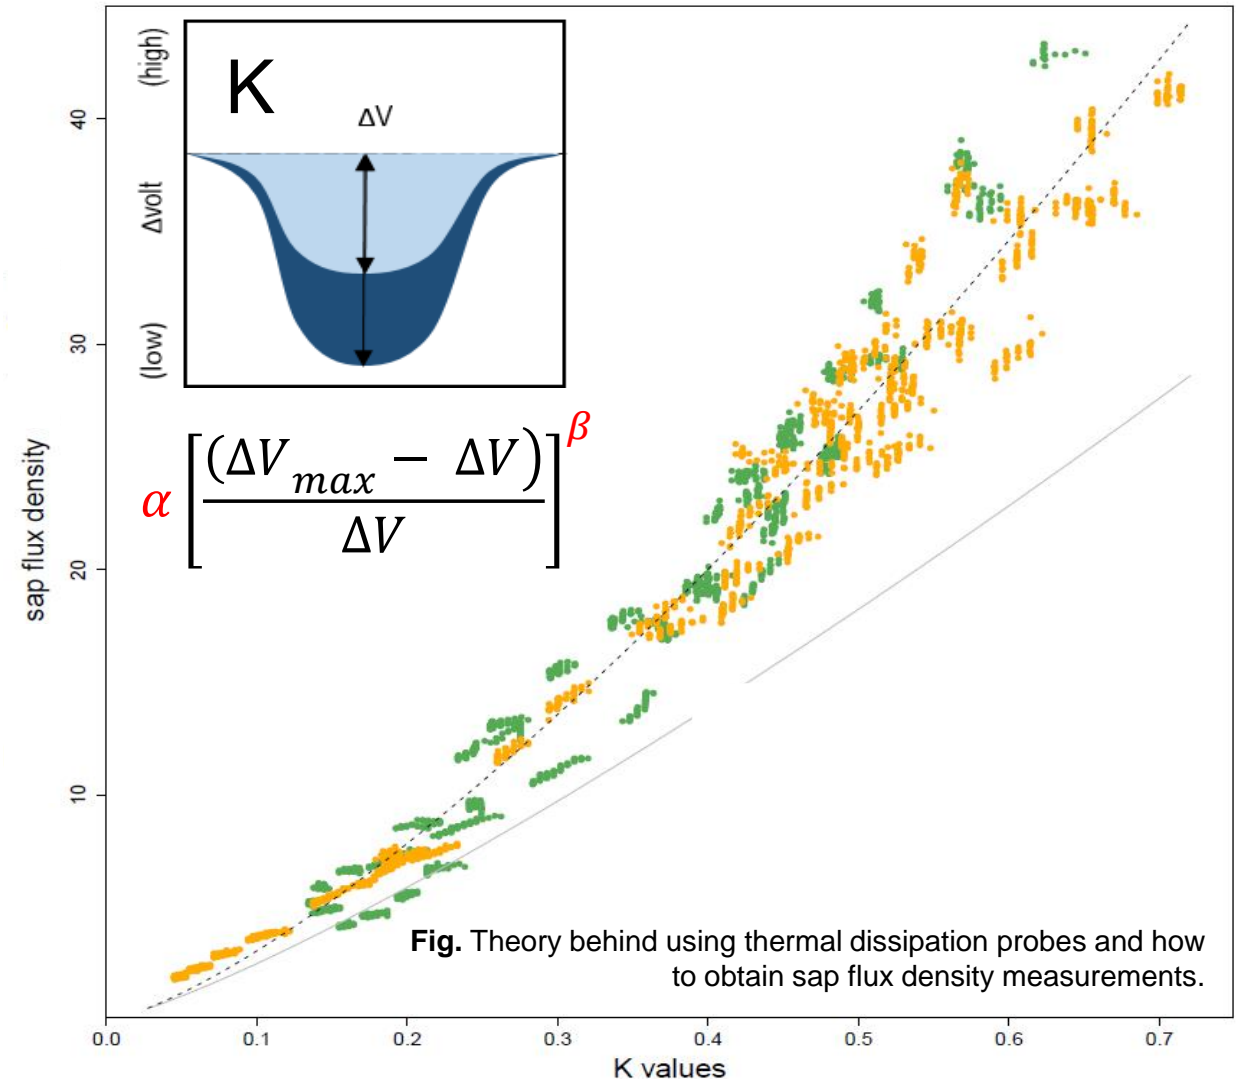 (high)
Δvolt
(low)
K
ΔV
α [(ΔV_max − ΔV) / ΔV]^β
sap flux density
40
30
20
10
Fig. Theory behind using thermal dissipation probes and how
to obtain sap flux density measurements.
0.0 0.1 0.2 0.3 0.4 0.5 0.6 0.7
K values